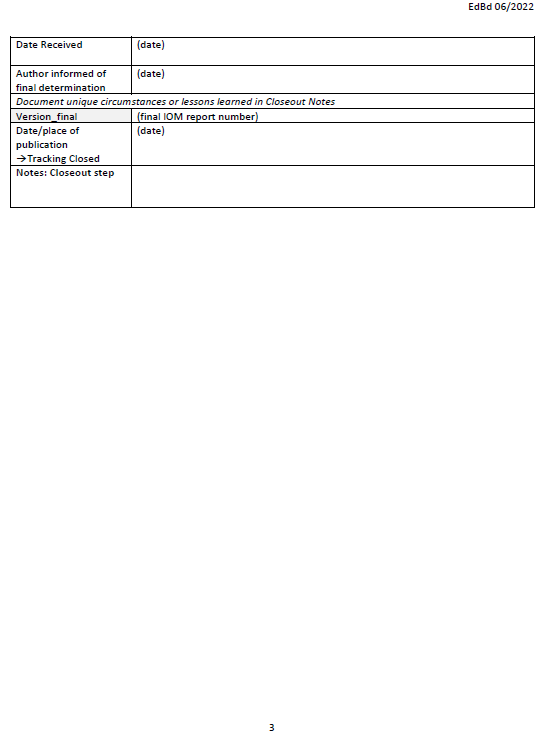 EdBd 06/2022
Date Received (date)
Author informed of (date)
final determination
Document unique circumstances or lessons learned in Closeout Notes
Version_final (final IOM report number)
Date/place of (date)
publication
→Tracking Closed
Notes: Closeout step
3